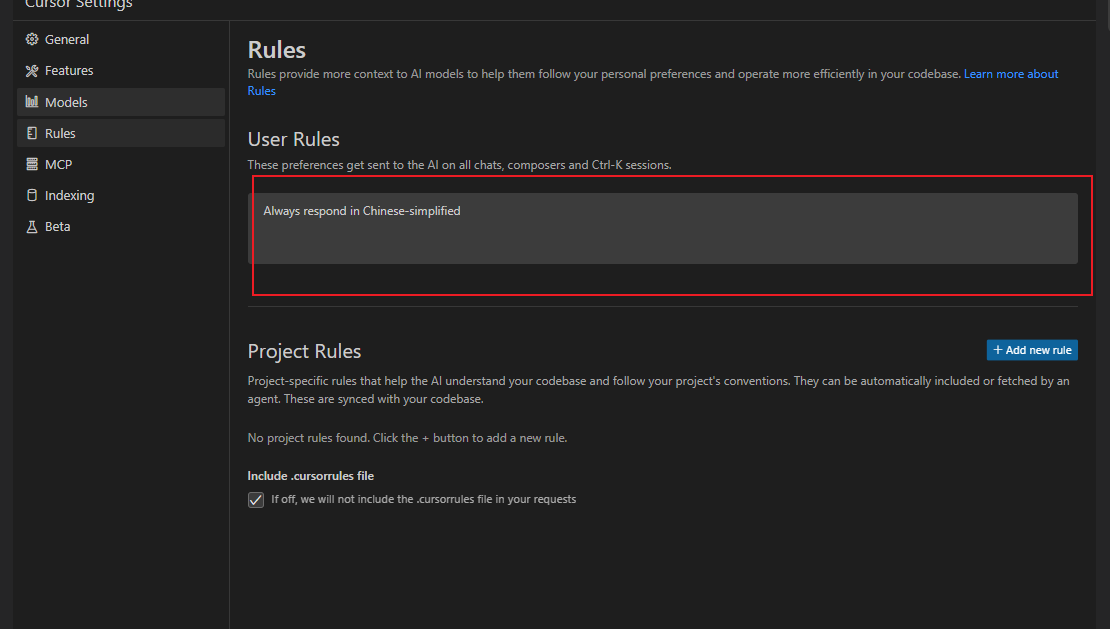 Cursor Settings
General
Features
Models
Rules
MCP
Indexing
Beta
Rules
Rules provide more context to AI models to help them follow your personal preferences and operate more efficiently in your codebase. Learn more about
Rules
User Rules
These preferences get sent to the AI on all chats, composers and Ctrl-K sessions.
Always respond in Chinese-simplified
Project Rules
+ Add new rule
Project-specific rules that help the AI understand your codebase and follow your project's conventions. They can be automatically included or fetched by an
agent. These are synced with your codebase.
No project rules found. Click the + button to add a new rule.
Include .cursorrules file
If off, we will not include the .cursorrules file in your requests